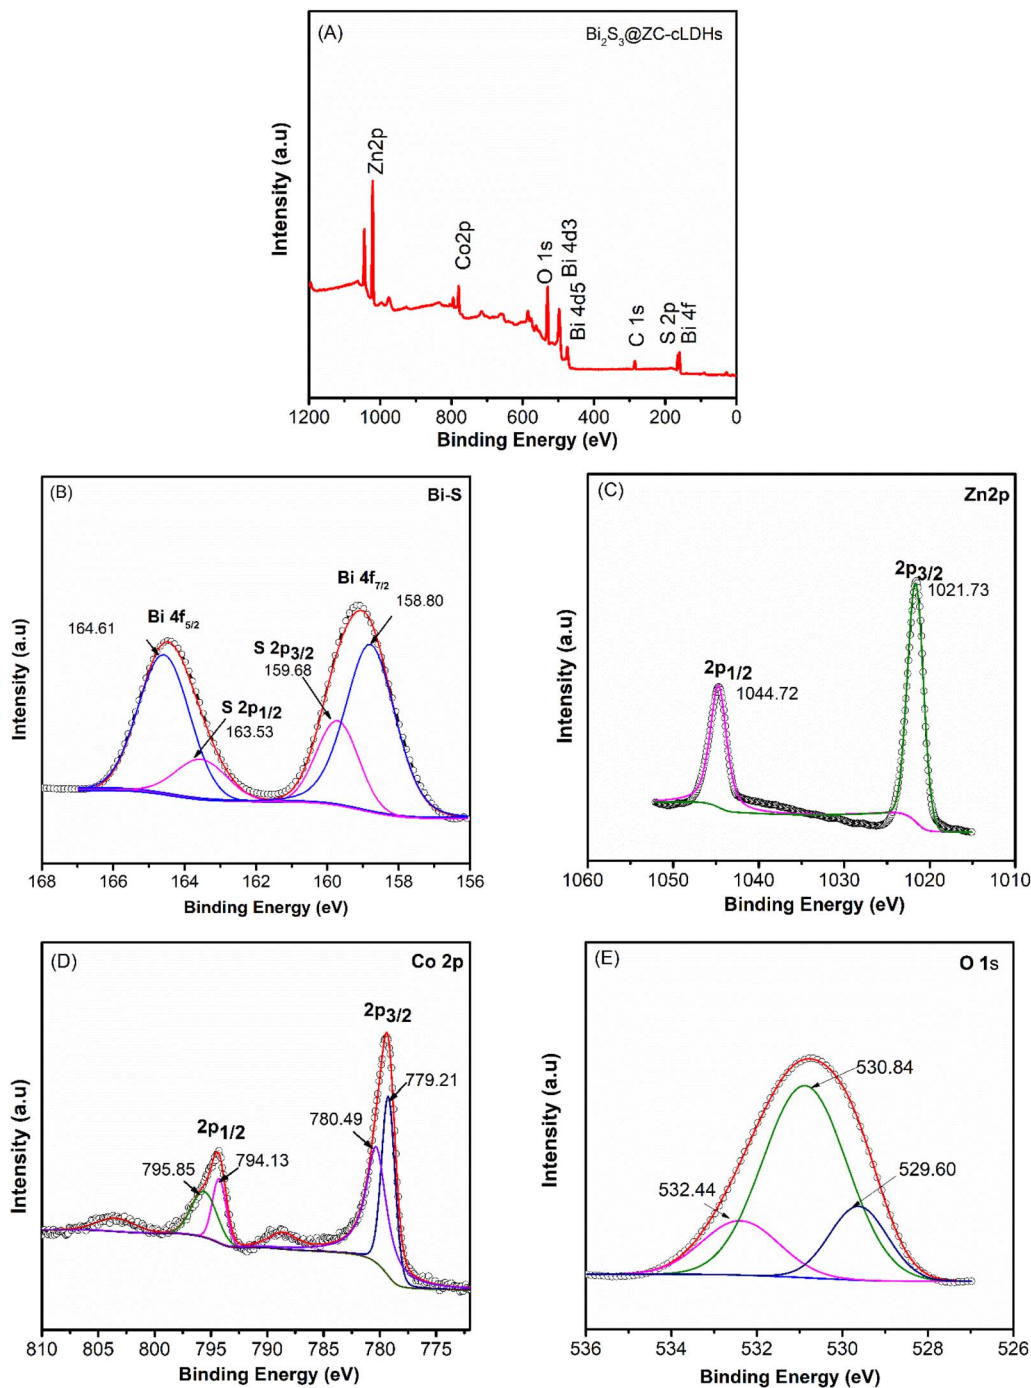 (A)
Bi₂S₃@ZC-cLDHs
Intensity (a.u)
Zn2p
Co2p
O 1s
Bi 4d3
Bi 4d5
C 1s
S 2p
Bi 4f
1200 1000 800 600 400 200 0
Binding Energy (eV)
(B)
Bi-S
Intensity (a.u)
Bi 4f₇/₂
158.80
Bi 4f₅/₂
164.61
S 2p3/2
159.68
S 2p1/2
163.53
168 166 164 162 159 158 156
Binding Energy (eV)
(C)
Zn2p
Intensity (a.u)
2p3/2
1021.73
2p1/2
1044.72
1060 1050 1040 1030 1020 1010
Binding Energy (eV)
(D)
Co 2p
Intensity (a.u)
2p3/2
779.21
780.49
2p1/2
795.85
794.13
810 805 800 795 790 785 780 775
Binding Energy (eV)
(E)
O 1s
Intensity (a.u)
530.84
529.60
532.44
536 534 532 530 528 526
Binding Energy (eV)